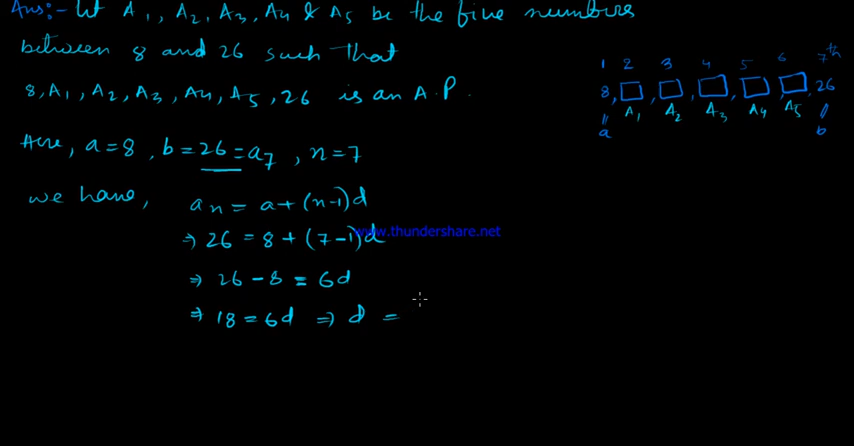 Ans:- Let A1, A2, A3, A4 & A5 be the five numbers
between 8 and 26 such that
8, A1, A2, A3, A4, A5, 26 is an A.P.
Here, a = 8, b = 26 = a7, n = 7
we have, an = a + (n-1)d
⇒ 26 = 8 + (7-1)d
www.thundershare.net
⇒ 26 - 8 = 6d
⇒ 18 = 6d ⇒ d =
1 2 3 4 5 6 7th
8, □, □, □, □, □, 26
A1 A2 A3 A4 A5
|| ||
a b